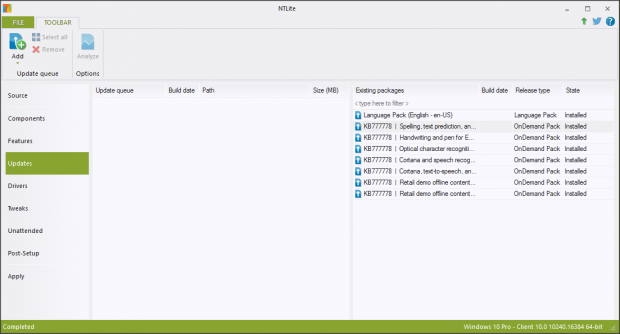 NTLite
FILE TOOLBAR
Add
Select all
Remove
Analyze
Update queue Options
Source
Components
Features
Updates
Drivers
Tweaks
Unattended
Post-Setup
Apply
Update queue Build date Path Size (MB)
Existing packages Build date Release type State
< type here to filter >
Language Pack (English - en-US) Language Pack Installed
KB777778 | Spelling, text prediction, an... OnDemand Pack Installed
KB777778 | Handwriting and pen for E... OnDemand Pack Installed
KB777778 | Optical character recogniti... OnDemand Pack Installed
KB777778 | Cortana and speech recog... OnDemand Pack Installed
KB777778 | Cortana, text-to-speech, an... OnDemand Pack Installed
KB777778 | Retail demo offline content... OnDemand Pack Installed
KB777778 | Retail demo offline content... OnDemand Pack Installed
Completed Windows 10 Pro - Client 10.0 10240.16384 64-bit